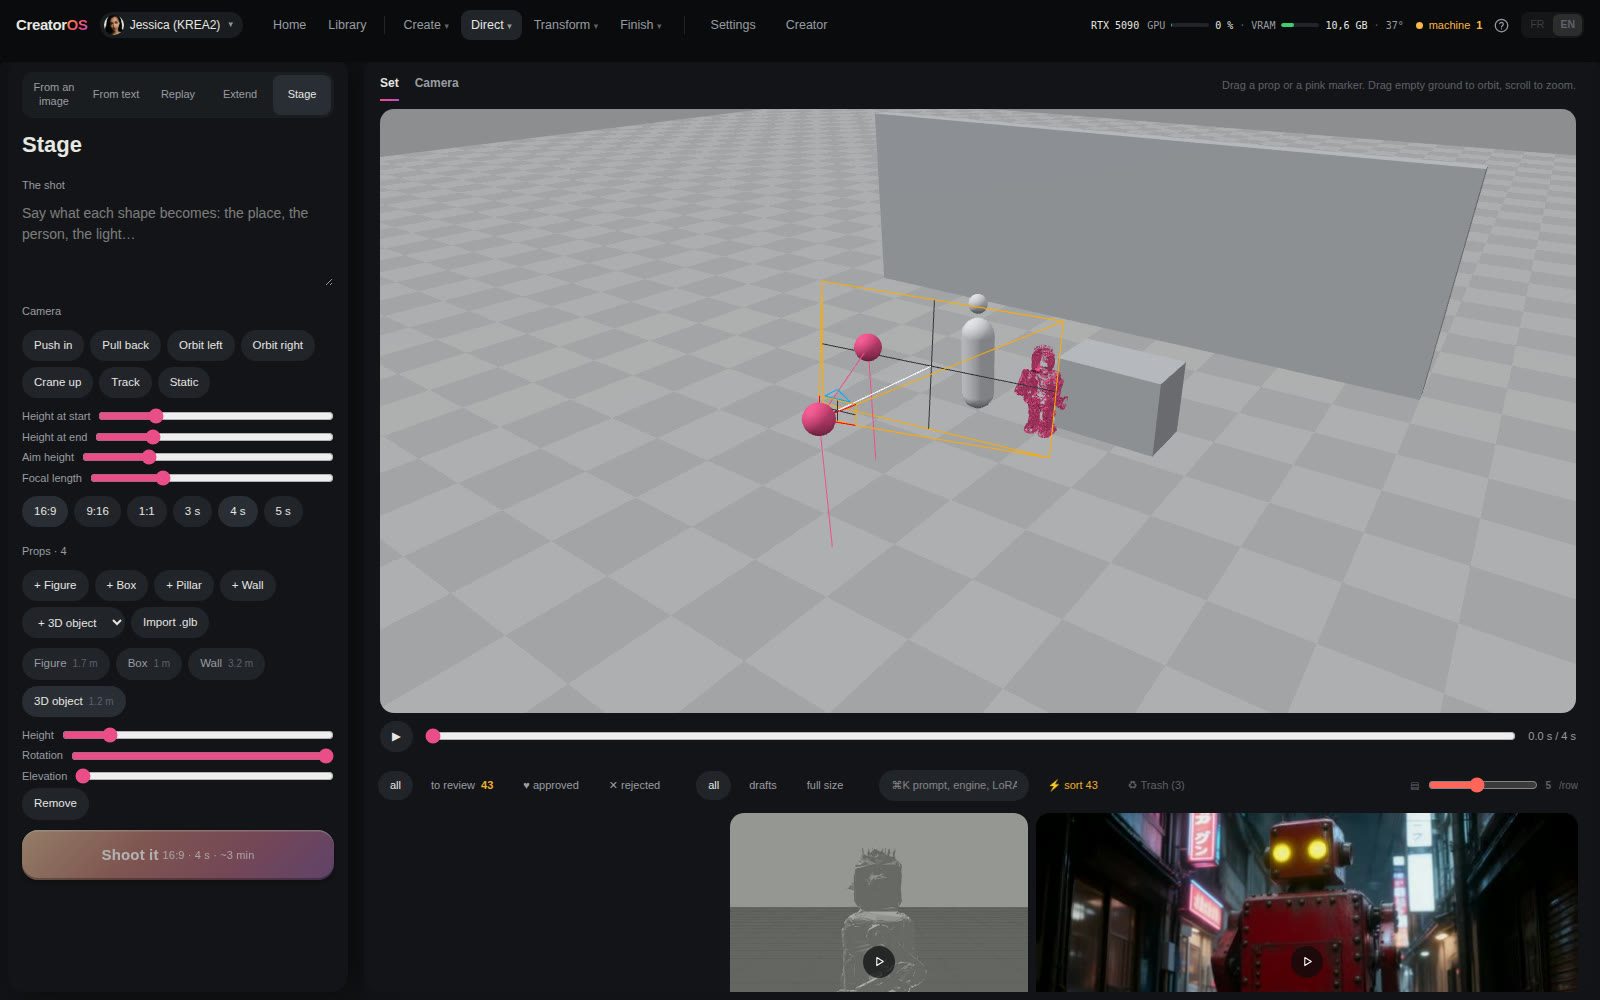 CreatorOS
Jessica (KREA2) ▾
Home Library Create ▾ Direct ▾ Transform ▾ Finish ▾ Settings Creator
RTX 5090 GPU 0 % · VRAM 10,6 GB · 37° machine 1 FR EN
From an image
From text
Replay
Extend
Stage
Stage
The shot
Say what each shape becomes: the place, the
person, the light…
Camera
Push in Pull back Orbit left Orbit right
Crane up Track Static
Height at start
Height at end
Aim height
Focal length
16:9 9:16 1:1 3 s 4 s 5 s
Props · 4
+ Figure + Box + Pillar + Wall
+ 3D object Import .glb
Figure 1.7 m Box 1 m Wall 3.2 m
3D object 1.2 m
Height
Rotation
Elevation
Remove
Shoot it 16:9 · 4 s · ~3 min
Set Camera
Drag a prop or a pink marker. Drag empty ground to orbit, scroll to zoom.
0.0 s / 4 s
all to review 43 ♥ approved ✕ rejected all drafts full size ⌘K prompt, engine, LoRA ⚡ sort 43 ♻ Trash (3) 5 /row